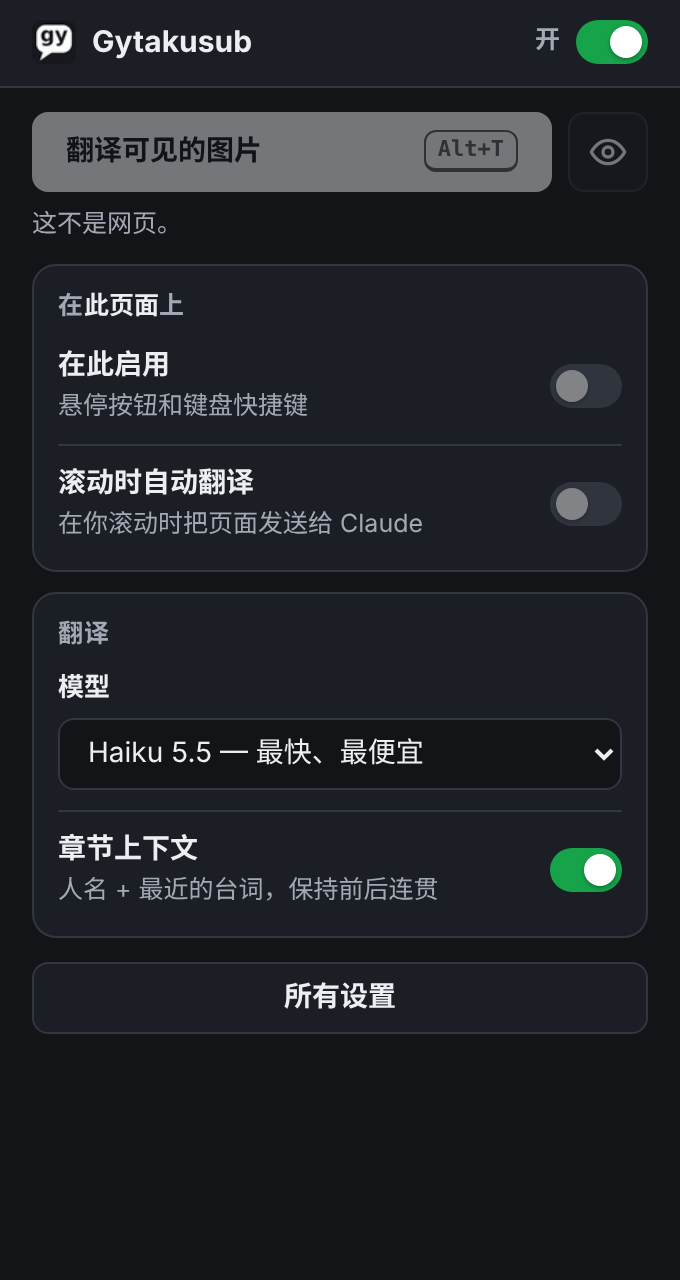 gy
Gytakusub
开
翻译可见的图片
Alt+T
这不是网页。
在此页面上
在此启用
悬停按钮和键盘快捷键
滚动时自动翻译
在你滚动时把页面发送给 Claude
翻译
模型
Haiku 5.5 — 最快、最便宜
章节上下文
人名 + 最近的台词，保持前后连贯
所有设置